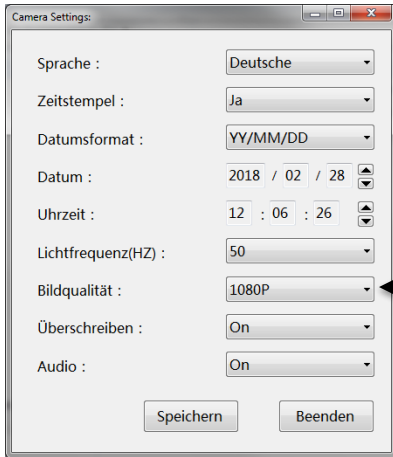 Camera Settings:
Sprache : Deutsche
Zeitstempel : Ja
Datumsformat : YY/MM/DD
Datum : 2018 / 02 / 28
Uhrzeit : 12 : 06 : 26
Lichtfrequenz(HZ) : 50
Bildqualität : 1080P
Überschreiben : On
Audio : On
Speichern Beenden